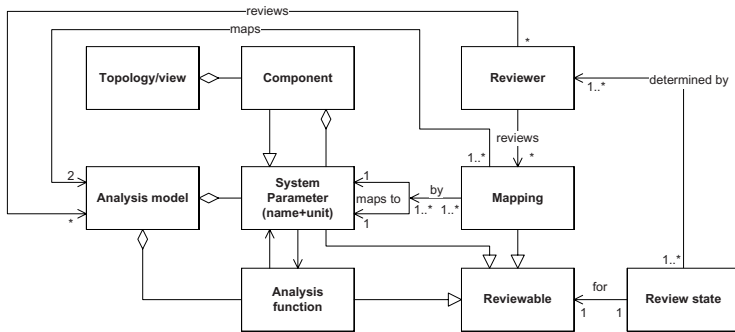 reviews
maps
*
Topology/view
Component
Reviewer
determined by
1..*
reviews
2
1..*
*
Analysis model
System
Parameter
(name+unit)
1
maps to
1
by
1..*
1..*
Mapping
*
1..*
Analysis
function
Reviewable
for
1
1
Review state